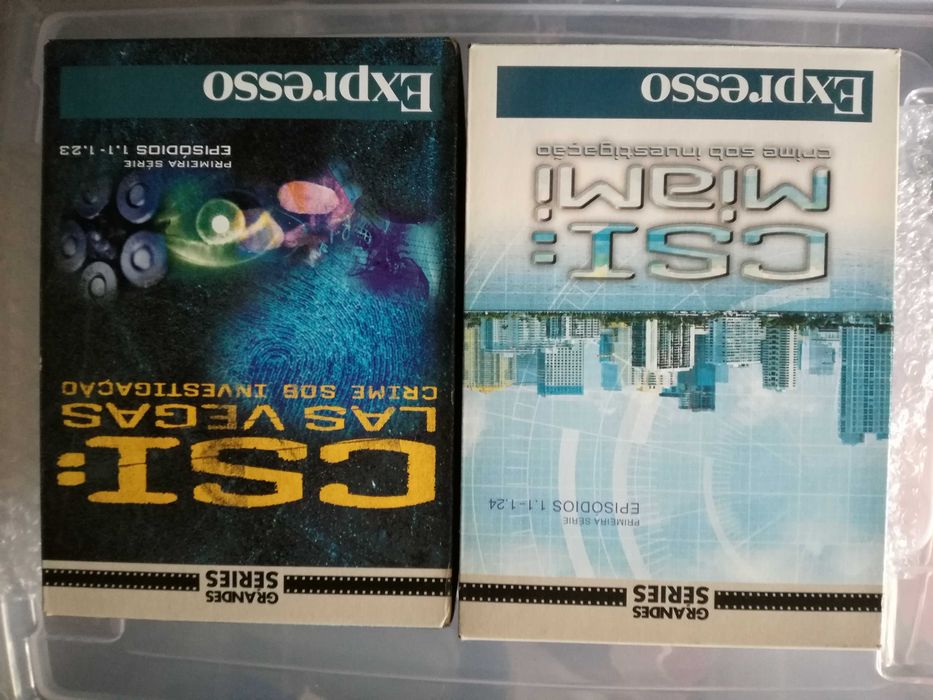 GRANDES
SÉRIES
CSI:
LAS VEGAS
CRIME SOB INVESTIGAÇÃO
PRIMEIRA SÉRIE
EPISÓDIOS 1.1-1.23
Expresso
GRANDES
SÉRIES
PRIMEIRA SÉRIE
EPISÓDIOS 1.1-1.24
CSI:
MIAMI
crime sob investigação
Expresso